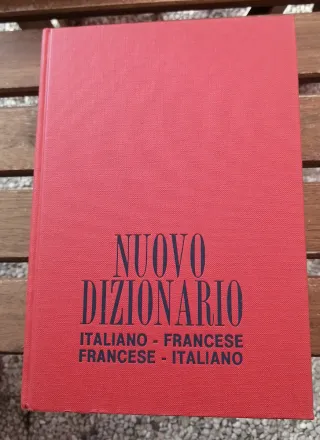 NUOVO
DIZIONARIO
ITALIANO - FRANCESE
FRANCESE - ITALIANO